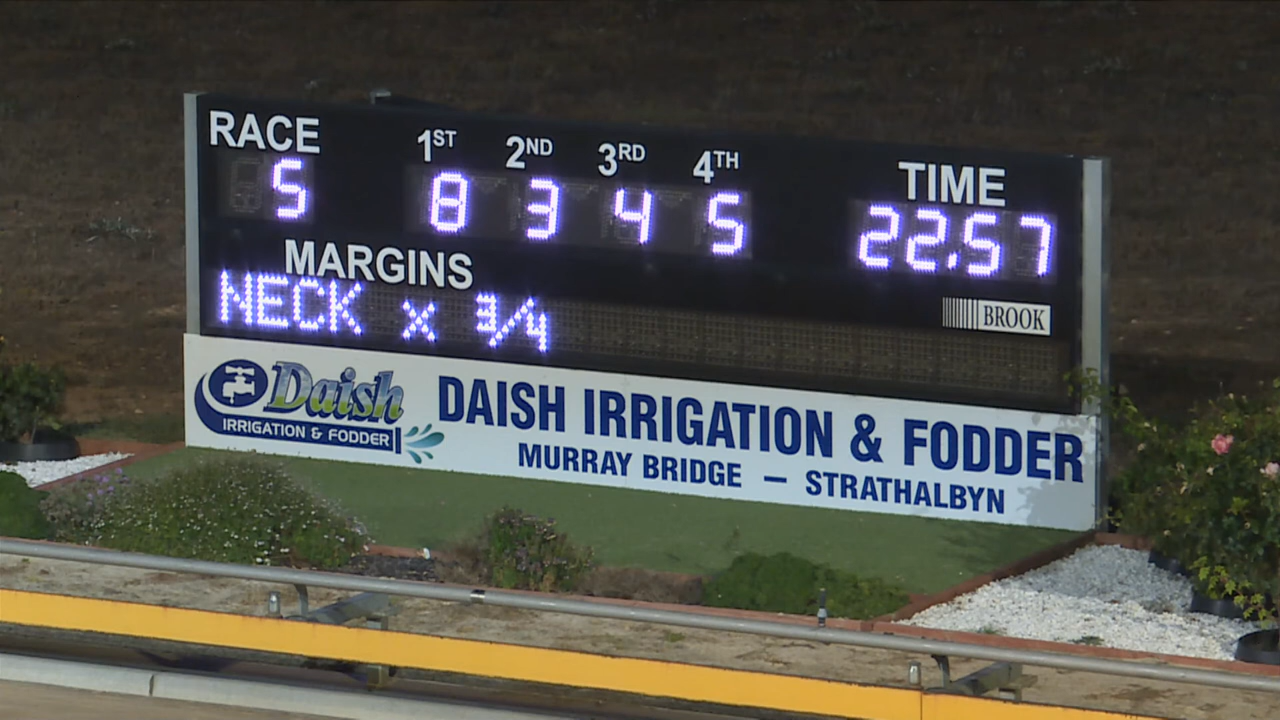 RACE 1ST 2ND 3RD 4TH TIME
5 8 3 4 5 22.57
MARGINS
NECK x 3/4
BROOK
Daish
IRRIGATION & FODDER
DAISH IRRIGATION & FODDER
MURRAY BRIDGE — STRATHALBYN